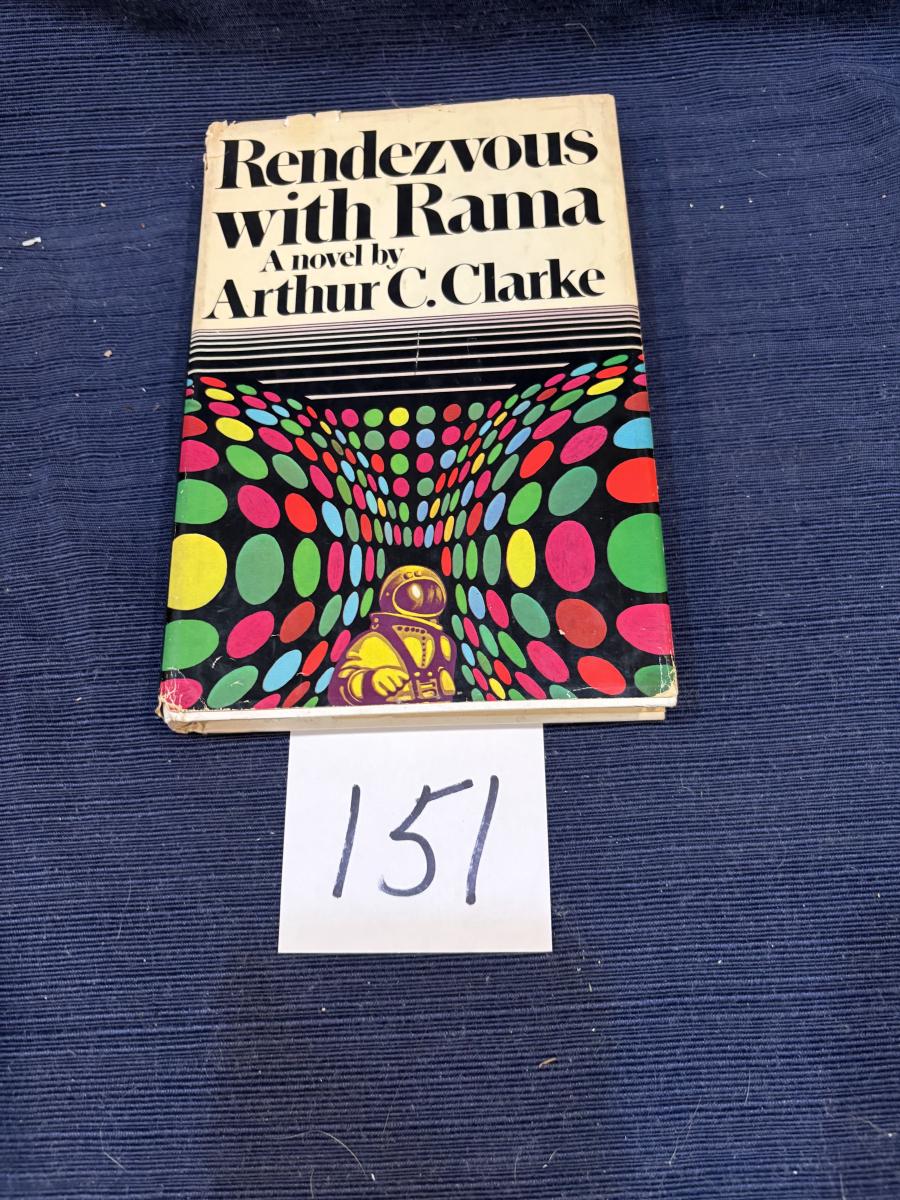 Rendezvous
with Rama
A novel by
Arthur C. Clarke
151